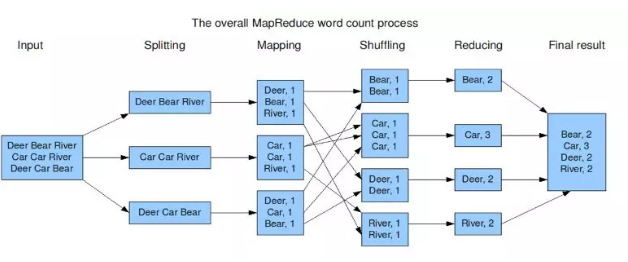 The overall MapReduce word count process
Input
Splitting
Mapping
Shuffling
Reducing
Final result
Deer Bear River
Car Car River
Deer Car Bear
Deer Bear River
Car Car River
Deer Car Bear
Deer, 1
Bear, 1
River, 1
Car, 1
Car, 1
River, 1
Deer, 1
Car, 1
Bear, 1
Bear, 1
Bear, 1
Car, 1
Car, 1
Car, 1
Deer, 1
Deer, 1
River, 1
River, 1
Bear, 2
Car, 3
Deer, 2
River, 2
Bear, 2
Car, 3
Deer, 2
River, 2